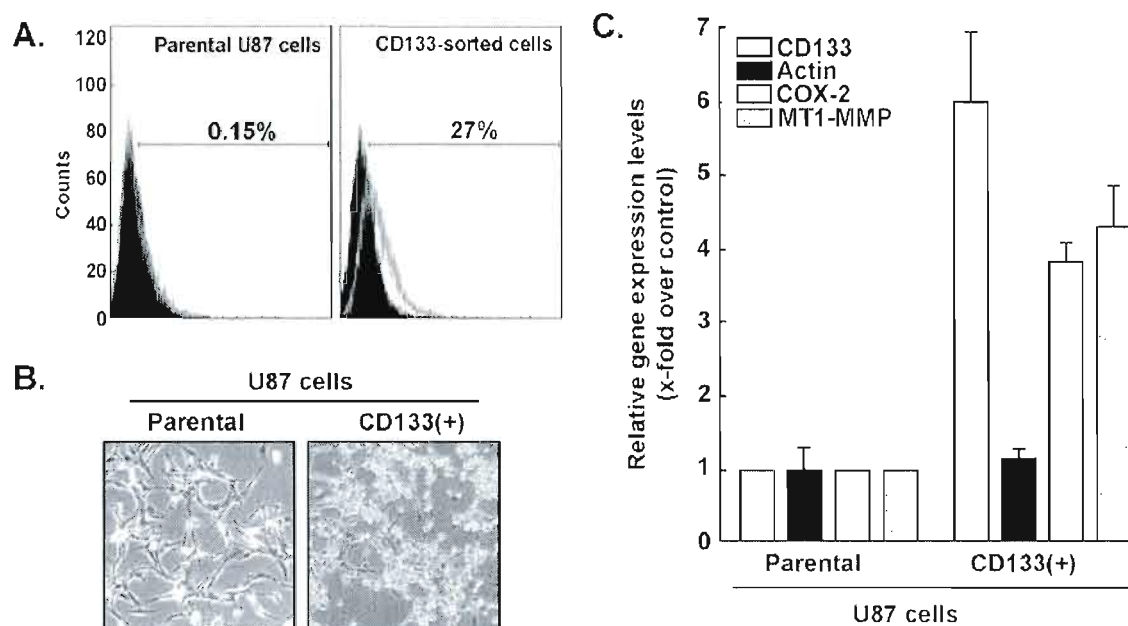 A.
Parental U87 cells
CD133-sorted cells
120
100
80
60
40
20
0
Counts
0.15%
27%
B.
U87 cells
Parental
CD133(+)
C.
7
6
5
4
3
2
1
0
Relative gene expression levels
(x-fold over control)
CD133
Actin
COX-2
MT1-MMP
Parental
CD133(+)
U87 cells